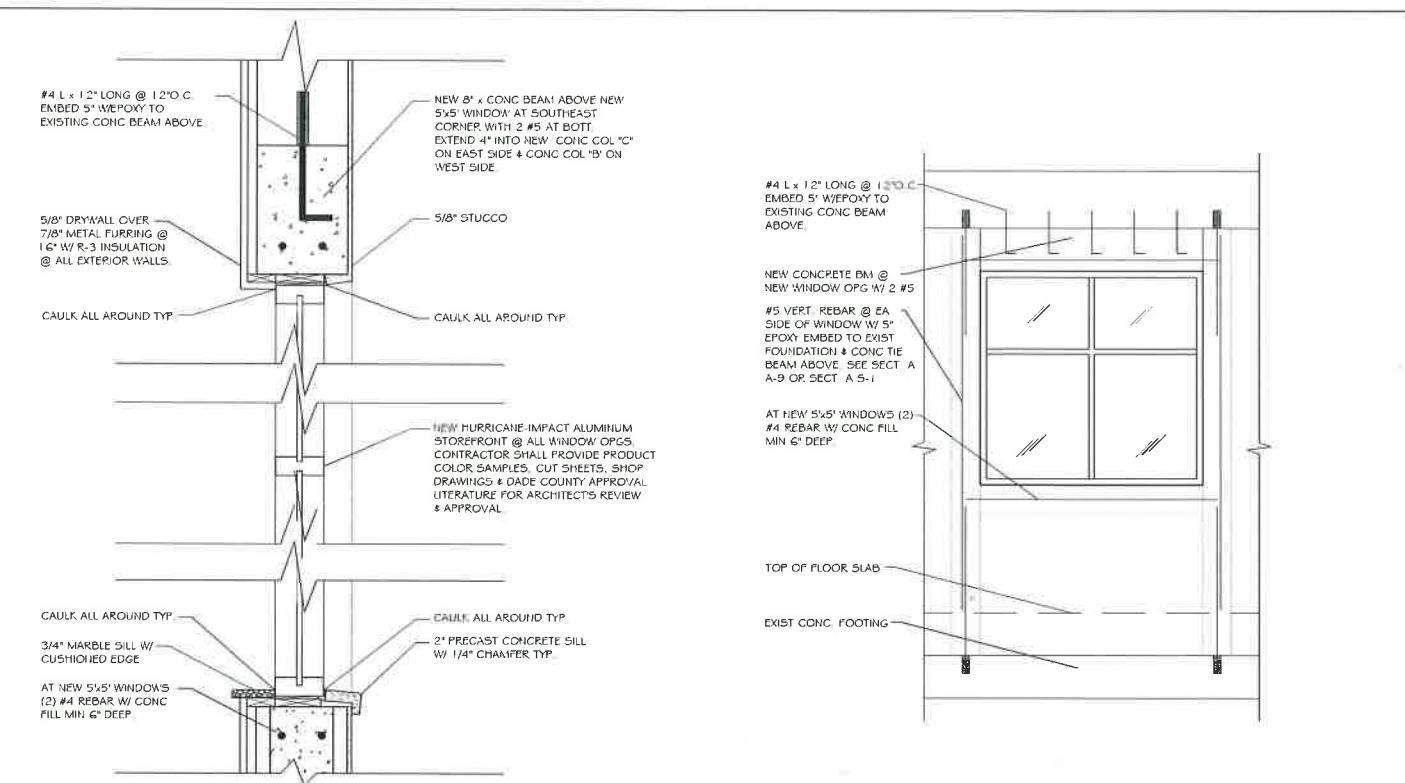 #4 L x 12" LONG @ 12"O.C.
EMBED 5" W/EPOXY TO
EXISTING CONC BEAM ABOVE.
5/8" DRYWALL OVER
7/8" METAL FURRING @
16" W/ R-3 INSULATION
@ ALL EXTERIOR WALLS.
CAULK ALL AROUND TYP.
CAULK ALL AROUND TYP.
3/4" MARBLE SILL W/
CUSHIONED EDGE
AT NEW 5'x5' WINDOWS
(2) #4 REBAR W/ CONC
FILL MIN 6" DEEP.
NEW 8" x CONC BEAM ABOVE NEW
5'x5' WINDOW AT SOUTHEAST
CORNER WITH 2 #5 AT BOTT.
EXTEND 4" INTO NEW CONC COL "C"
ON EAST SIDE & CONC COL "B" ON
WEST SIDE.
5/8" STUCCO
CAULK ALL AROUND TYP.
NEW HURRICANE-IMPACT ALUMINUM
STOREFRONT @ ALL WINDOW OPGS.
CONTRACTOR SHALL PROVIDE PRODUCT
COLOR SAMPLES, CUT SHEETS, SHOP
DRAWINGS & DADE COUNTY APPROVAL
LITERATURE FOR ARCHITECT'S REVIEW
& APPROVAL.
CAULK ALL AROUND TYP.
2" PRECAST CONCRETE SILL
W/ 1/4" CHAMFER TYP.
#4 L x 12" LONG @ 12"O.C.
EMBED 5" W/EPOXY TO
EXISTING CONC BEAM
ABOVE.
NEW CONCRETE BM @
NEW WINDOW OPG W/ 2 #5
#5 VERT. REBAR @ EA
SIDE OF WINDOW W/ 5"
EPOXY EMBED TO EXIST
FOUNDATION & CONC TIE
BEAM ABOVE. SEE SECT. A
A-9 OR SECT A S-1
AT NEW 5'x5' WINDOWS (2)
#4 REBAR W/ CONC FILL
MIN 6" DEEP.
TOP OF FLOOR SLAB
EXIST CONC. FOOTING